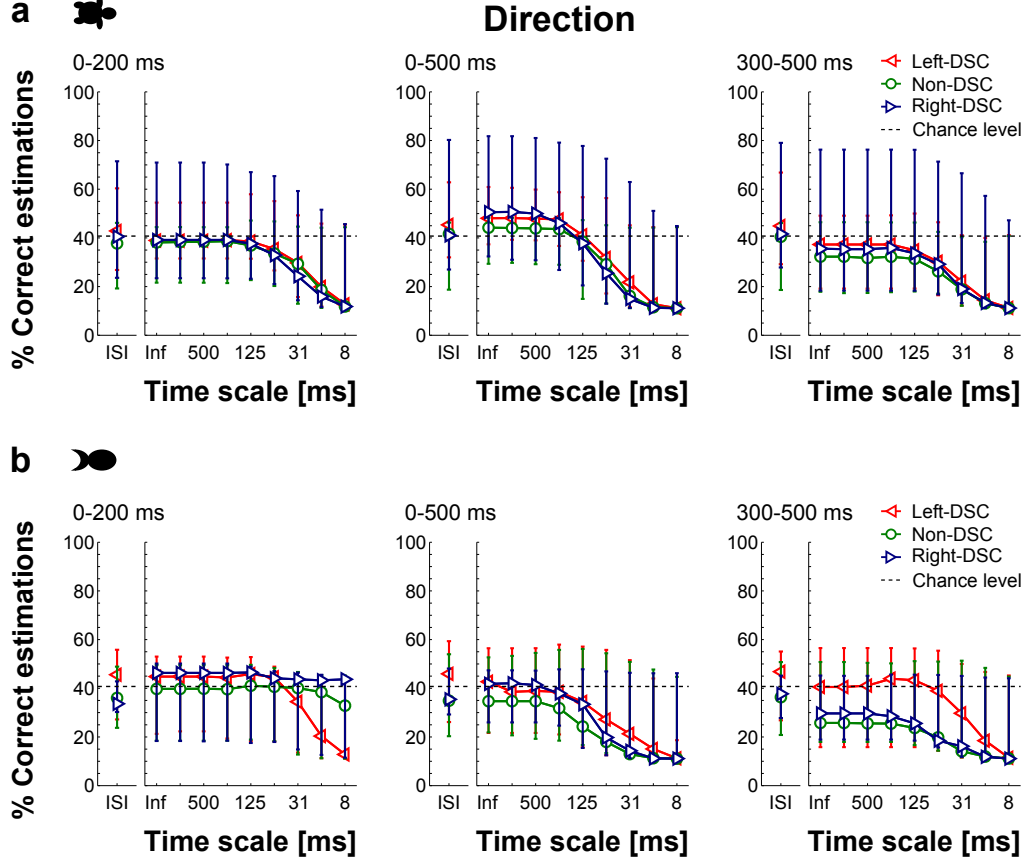 a
Direction
0-200 ms
0-500 ms
300-500 ms
Left-DSC
Non-DSC
Right-DSC
Chance level
% Correct estimations
100
80
60
40
20
0
ISI
Inf
500
125
31
8
Time scale [ms]
100
80
60
40
20
0
ISI
Inf
500
125
31
8
Time scale [ms]
100
80
60
40
20
0
ISI
Inf
500
125
31
8
Time scale [ms]
b
0-200 ms
0-500 ms
300-500 ms
Left-DSC
Non-DSC
Right-DSC
Chance level
% Correct estimations
100
80
60
40
20
0
ISI
Inf
500
125
31
8
Time scale [ms]
100
80
60
40
20
0
ISI
Inf
500
125
31
8
Time scale [ms]
100
80
60
40
20
0
ISI
Inf
500
125
31
8
Time scale [ms]